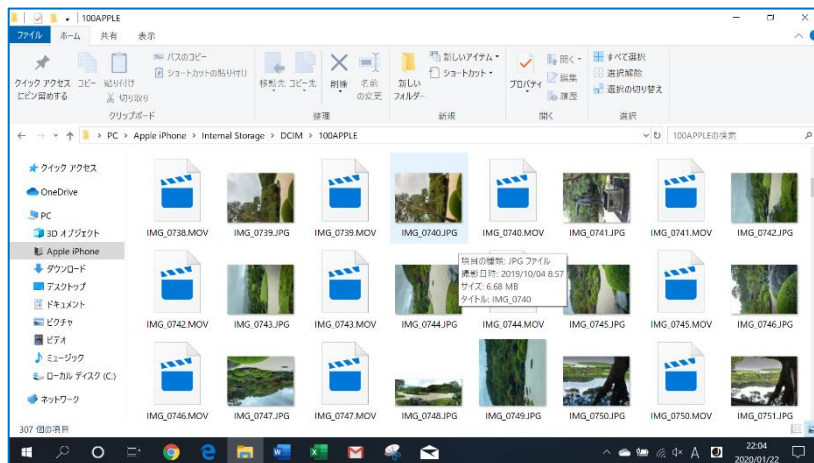 100APPLE
ファイル ホーム 共有 表示
クイック アクセス
にピン留めする
コピー
貼り付け
パスのコピー
ショートカットの貼り付け
切り取り
クリップボード
移動先
コピー先
削除
名前
の変更
整理
新しい
フォルダー
新しいアイテム
ショートカット
新規
プロパティ
開く
編集
履歴
開く
すべて選択
選択解除
選択の切り替え
選択
PC > Apple iPhone > Internal Storage > DCIM > 100APPLE
100APPLEの検索
クイック アクセス
OneDrive
PC
3D オブジェクト
Apple iPhone
ダウンロード
デスクトップ
ドキュメント
ピクチャ
ビデオ
ミュージック
ローカル ディスク (C:)
ネットワーク
IMG_0738.MOV IMG_0739.JPG IMG_0739.MOV IMG_0740.JPG IMG_0740.MOV IMG_0741.JPG IMG_0741.MOV IMG_0742.JPG
項目の種類: JPG ファイル
撮影日時: 2019/10/04 8:57
サイズ: 6.68 MB
タイトル: IMG_0740
IMG_0742.MOV IMG_0743.JPG IMG_0743.MOV IMG_0744.JPG IMG_0744.MOV IMG_0745.JPG IMG_0745.MOV IMG_0746.JPG
IMG_0746.MOV IMG_0747.JPG IMG_0747.MOV IMG_0748.JPG IMG_0749.JPG IMG_0750.JPG IMG_0750.MOV IMG_0751.JPG
307 個の項目
A
22:04
2020/01/22